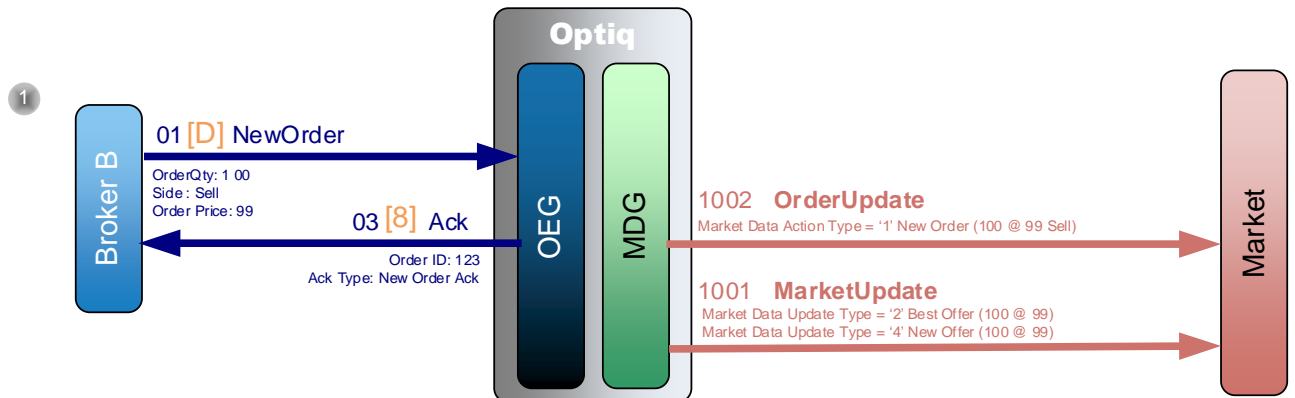 Optiq
1
Broker B
01 [D] NewOrder
OrderQty: 1 00
Side : Sell
Order Price: 99
03 [8] Ack
Order ID: 123
Ack Type: New Order Ack
OEG
MDG
1002 OrderUpdate
Market Data Action Type = ‘1’ New Order (100 @ 99 Sell)
1001 MarketUpdate
Market Data Update Type = ‘2’ Best Offer (100 @ 99)
Market Data Update Type = ‘4’ New Offer (100 @ 99)
Market